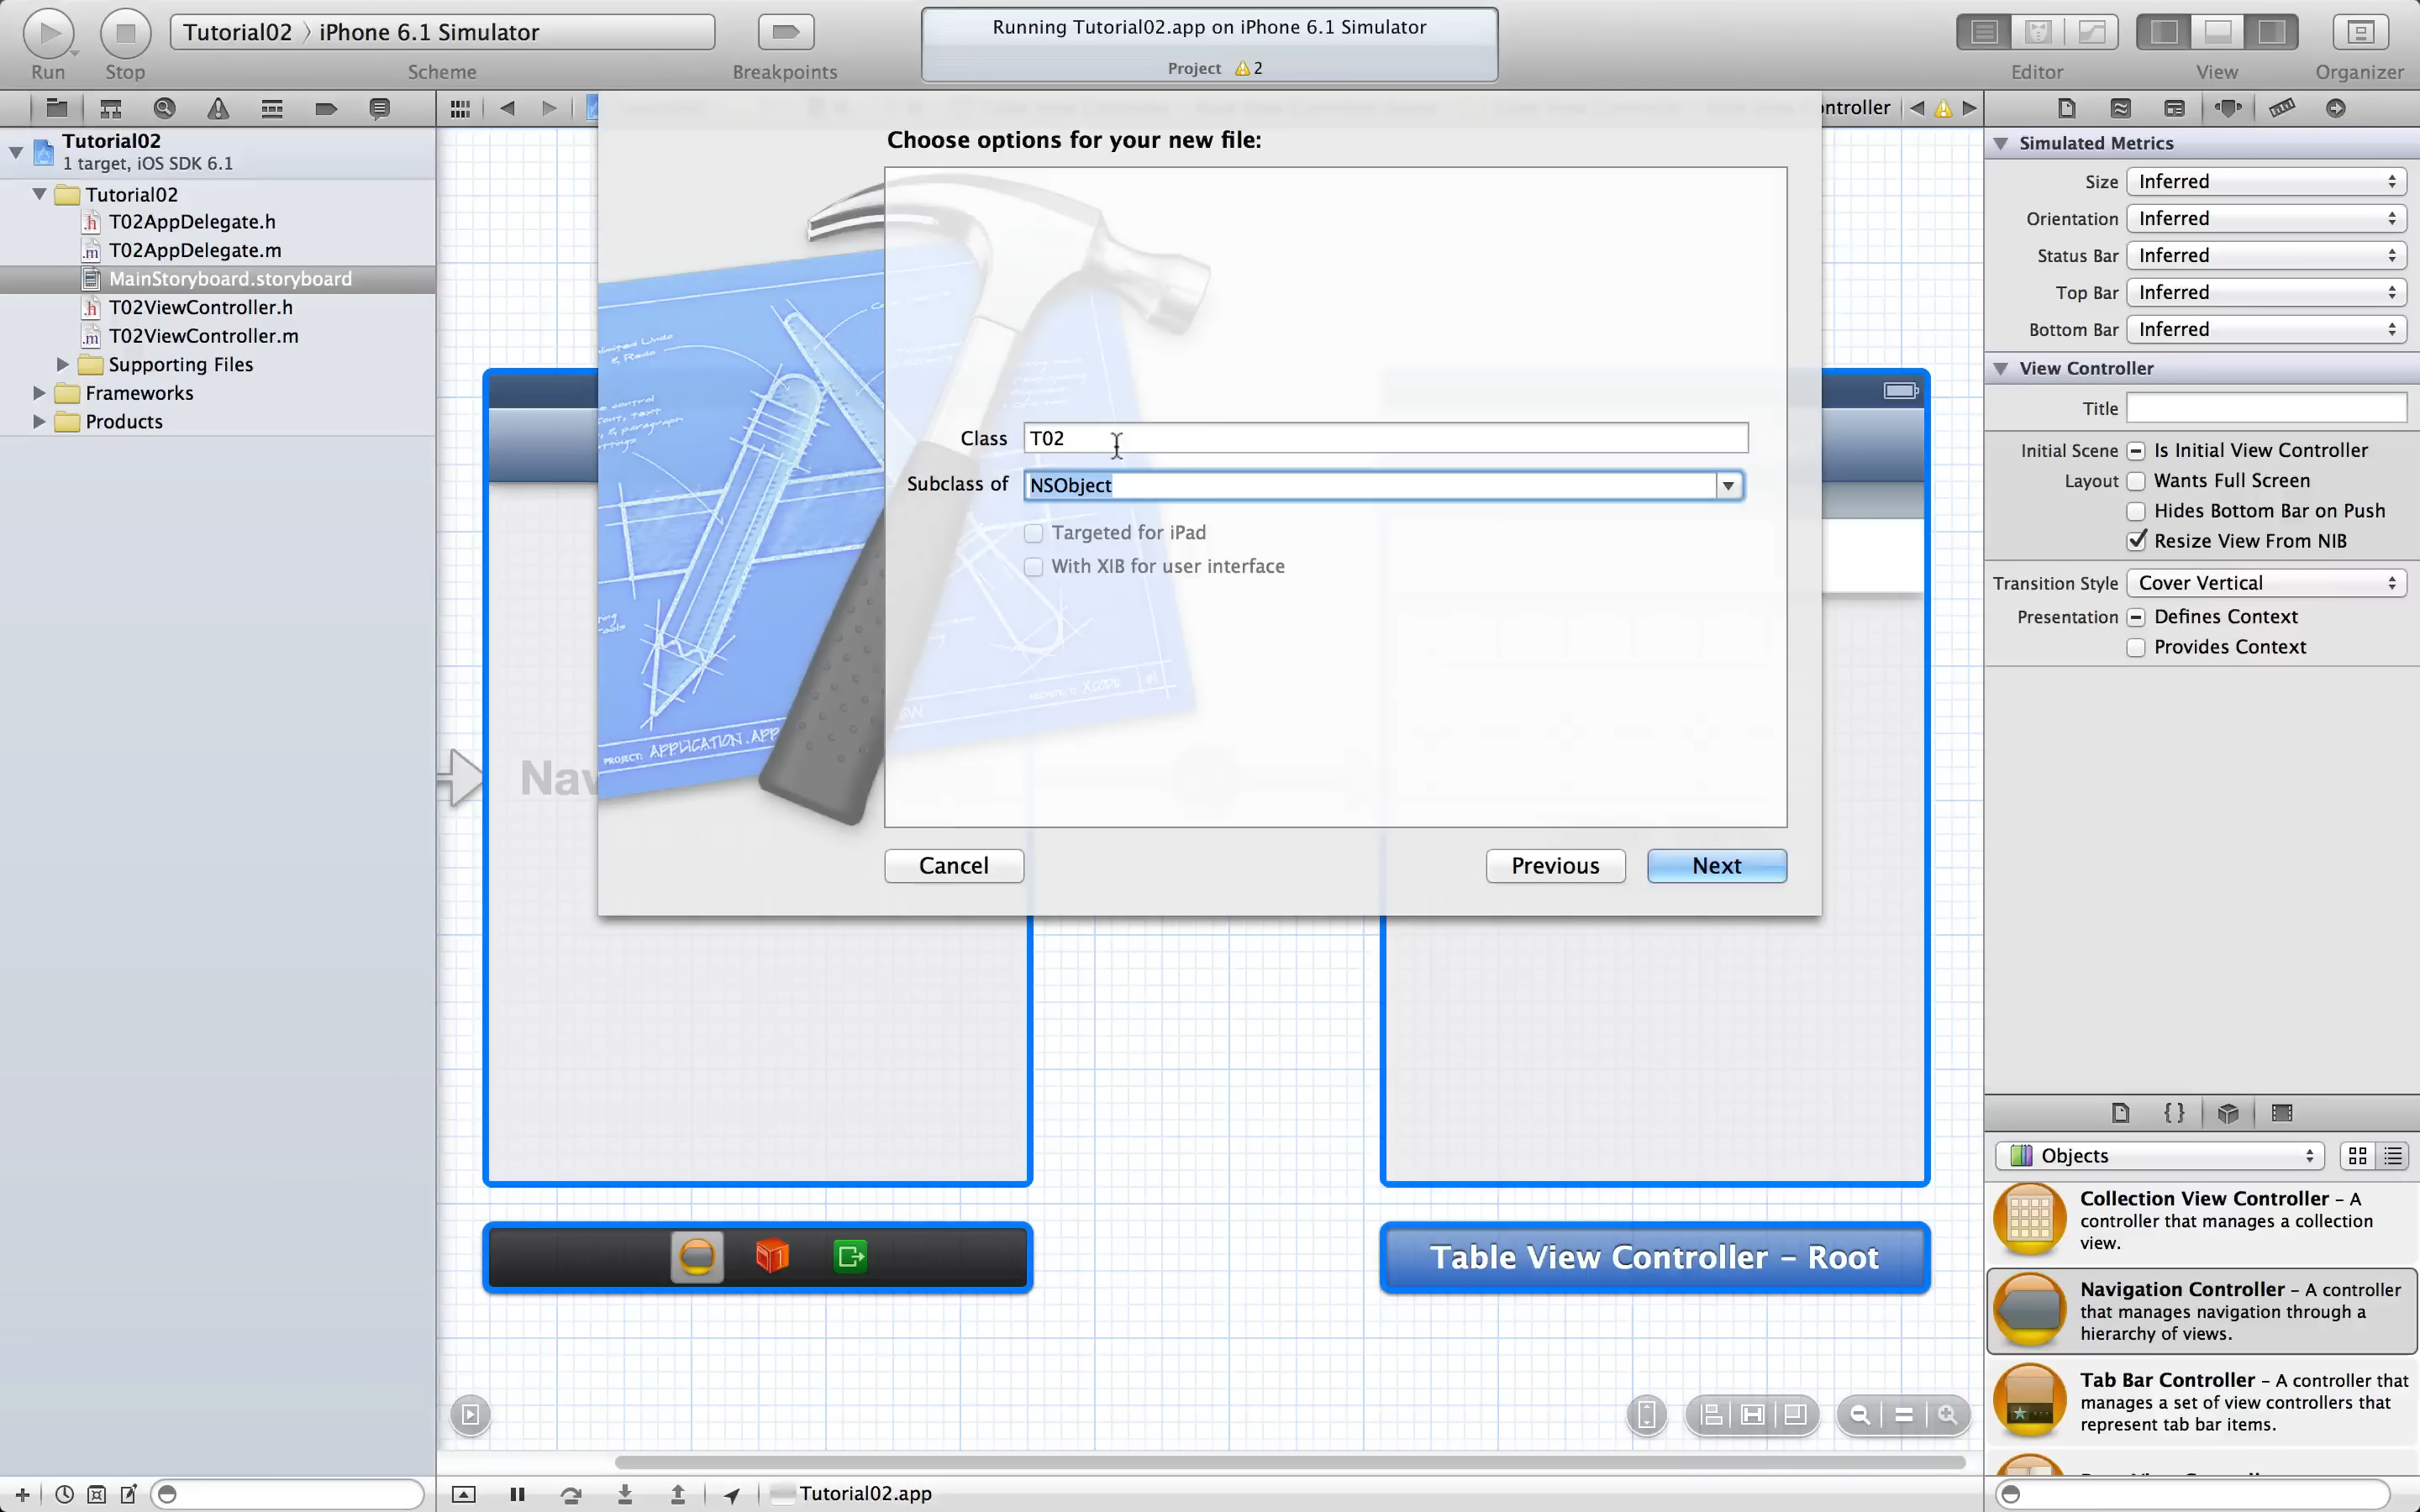 Tutorial02 〉 iPhone 6.1 Simulator
Running Tutorial02.app on iPhone 6.1 Simulator
Project 2
Run
Stop
Scheme
Breakpoints
Editor
View
Organizer
ntroller
Tutorial02
1 target, iOS SDK 6.1
Tutorial02
T02AppDelegate.h
T02AppDelegate.m
MainStoryboard.storyboard
T02ViewController.h
T02ViewController.m
Supporting Files
Frameworks
Products
Choose options for your new file:
Class T02
Subclass of NSObject
Targeted for iPad
With XIB for user interface
PROJECT: APPLICATION.APP
Nav
Cancel
Previous
Next
Table View Controller – Root
Simulated Metrics
Size Inferred
Orientation Inferred
Status Bar Inferred
Top Bar Inferred
Bottom Bar Inferred
View Controller
Title
Initial Scene Is Initial View Controller
Layout Wants Full Screen
Hides Bottom Bar on Push
Resize View From NIB
Transition Style Cover Vertical
Presentation Defines Context
Provides Context
Objects
Collection View Controller – A
controller that manages a collection
view.
Navigation Controller – A controller
that manages navigation through a
hierarchy of views.
Tab Bar Controller – A controller that
manages a set of view controllers that
represent tab bar items.
Tutorial02.app